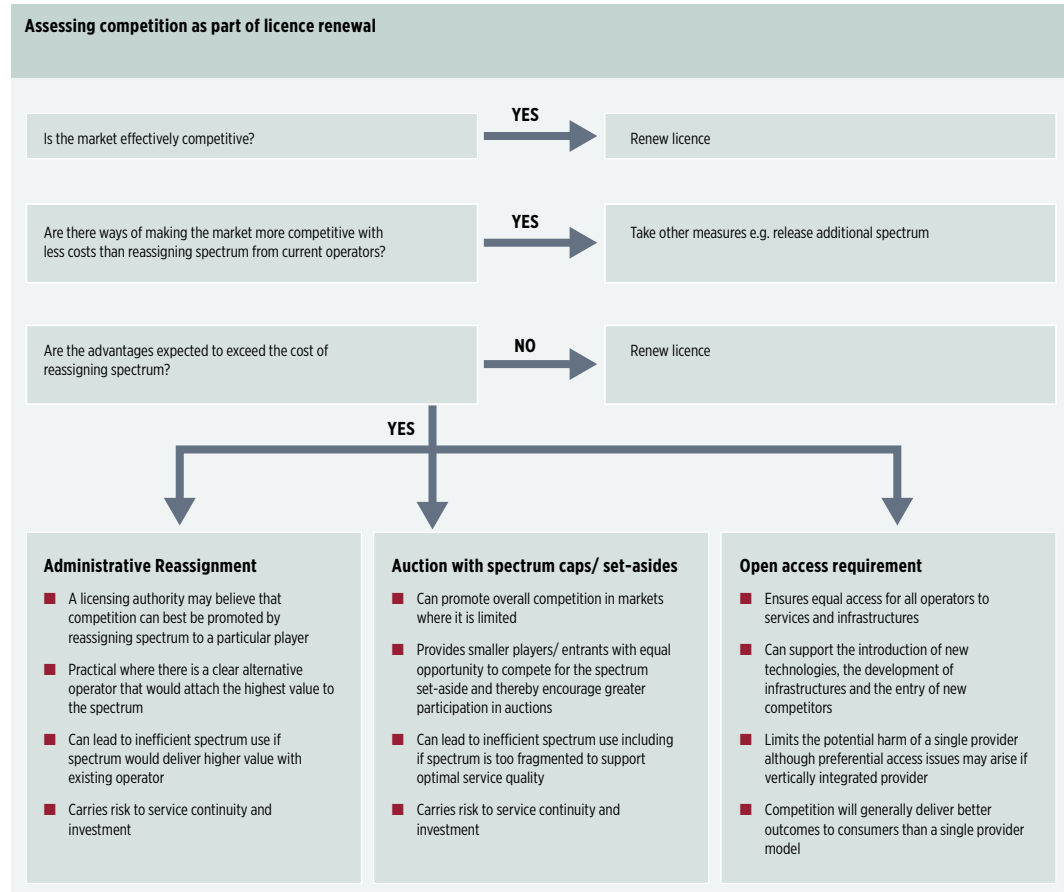 Assessing competition as part of licence renewal
Is the market effectively competitive?
YES
Renew licence
Are there ways of making the market more competitive with
less costs than reassigning spectrum from current operators?
YES
Take other measures e.g. release additional spectrum
Are the advantages expected to exceed the cost of
reassigning spectrum?
NO
Renew licence
YES
Administrative Reassignment
A licensing authority may believe that
competition can best be promoted by
reassigning spectrum to a particular player
Practical where there is a clear alternative
operator that would attach the highest value to
the spectrum
Can lead to inefficient spectrum use if
spectrum would deliver higher value with
existing operator
Carries risk to service continuity and
investment
Auction with spectrum caps/ set-asides
Can promote overall competition in markets
where it is limited
Provides smaller players/ entrants with equal
opportunity to compete for the spectrum
set-aside and thereby encourage greater
participation in auctions
Can lead to inefficient spectrum use including
if spectrum is too fragmented to support
optimal service quality
Carries risk to service continuity and
investment
Open access requirement
Ensures equal access for all operators to
services and infrastructures
Can support the introduction of new
technologies, the development of
infrastructures and the entry of new
competitors
Limits the potential harm of a single provider
although preferential access issues may arise if
vertically integrated provider
Competition will generally deliver better
outcomes to consumers than a single provider
model